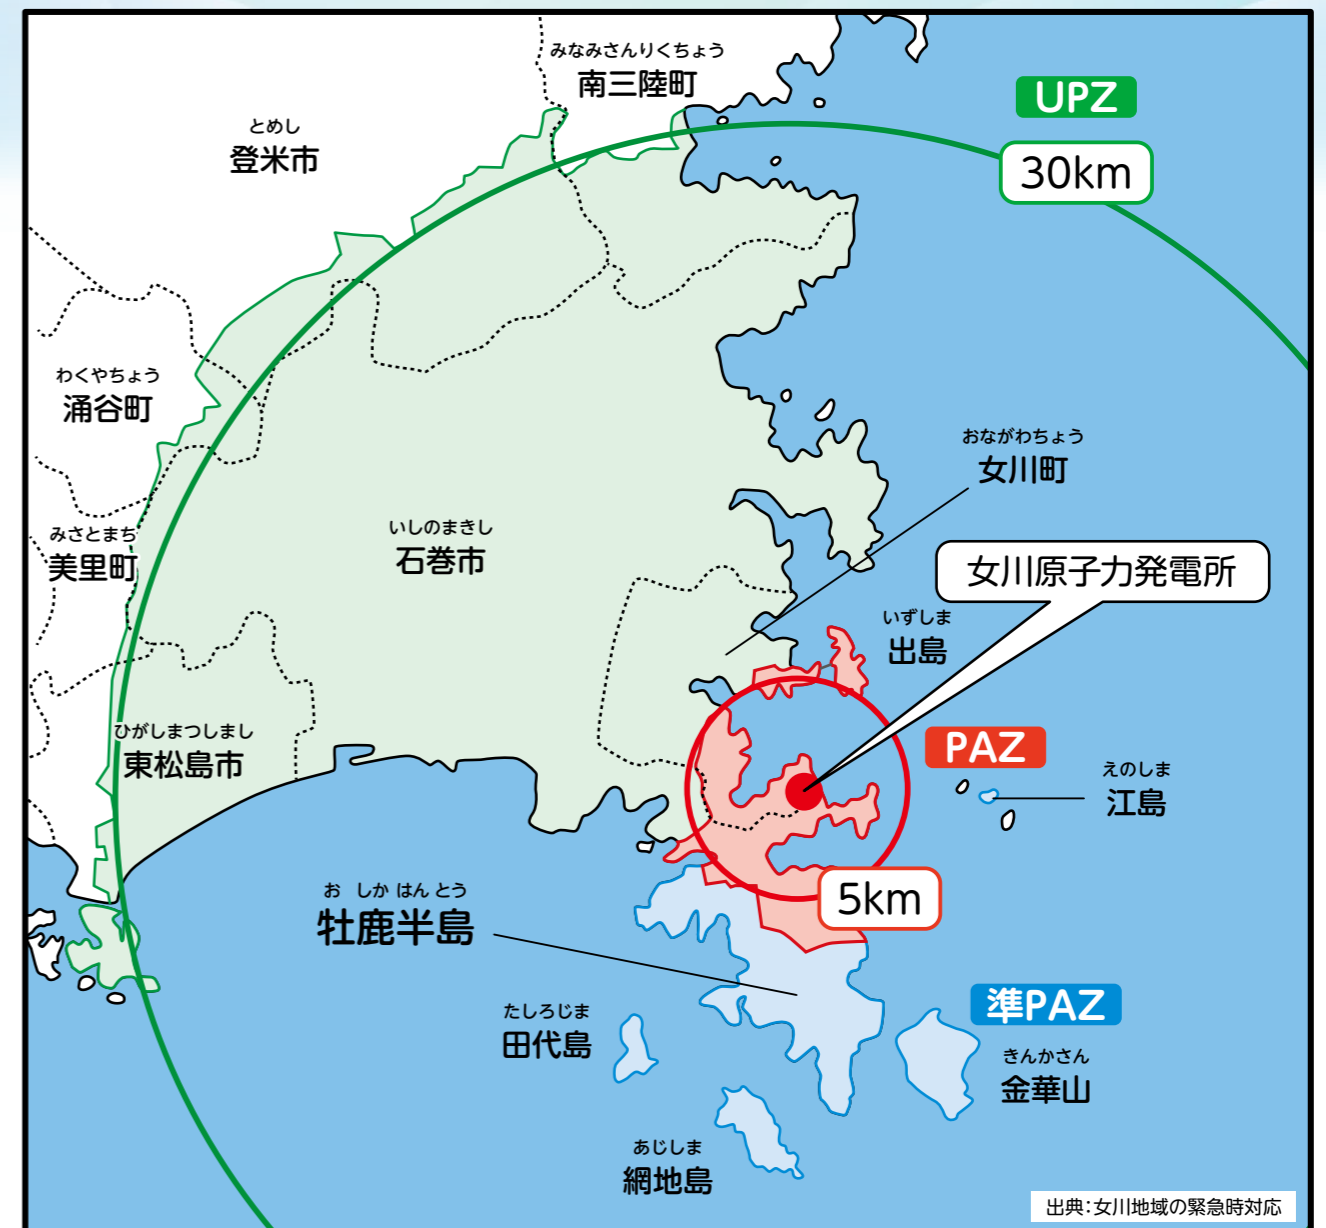 みなみさんりくちょう
南三陸町
UPZ
30km
とめし
登米市
わくやちょう
涌谷町
おながわちょう
女川町
みさとまち
美里町
いしのまきし
石巻市
女川原子力発電所
いずしま
出島
ひがしまつしまし
東松島市
PAZ
えのしま
江島
5km
お しか はん とう
牡鹿半島
準PAZ
たしろじま
田代島
きんかさん
金華山
あじしま
網地島
出典：女川地域の緊急時対応